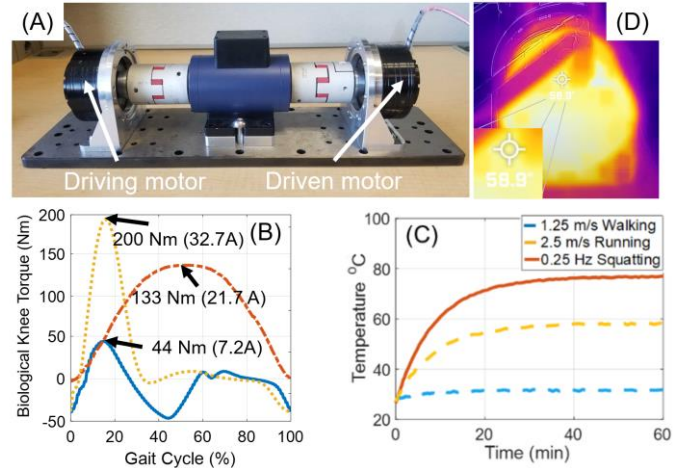 (A)
Driving motor
Driven motor
(D)
58.9°
58.9°
(B)
Biological Knee Torque (Nm)
200
150
100
50
0
-50
0
20
40
60
80
100
Gait Cycle (%)
200 Nm (32.7A)
133 Nm (21.7 A)
44 Nm (7.2A)
(C)
Temperature °C
100
80
60
40
20
0
20
40
60
Time (min)
1.25 m/s Walking
2.5 m/s Running
0.25 Hz Squatting